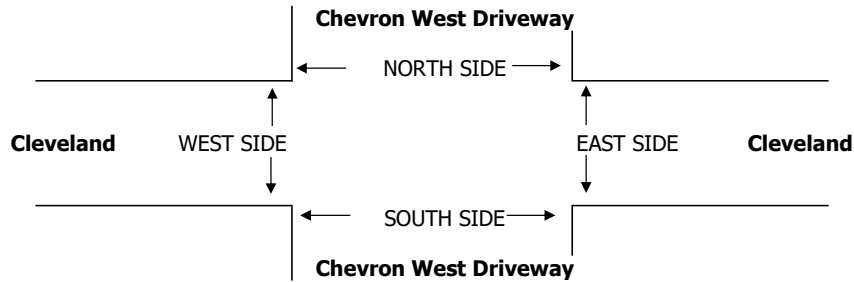 Chevron West Driveway
NORTH SIDE
Cleveland WEST SIDE EAST SIDE Cleveland
SOUTH SIDE
Chevron West Driveway